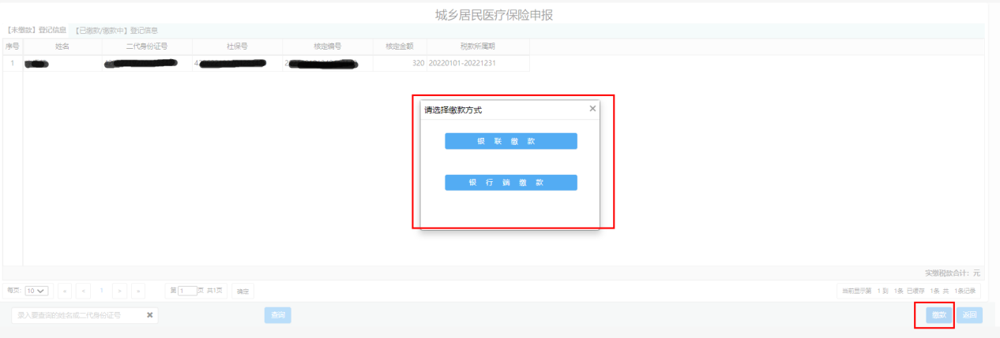 城乡居民医疗保险申报
【未缴款】登记信息 【已缴款/缴款中】登记信息
序号 姓名 二代身份证号 社保号 核定编号 核定金额 税款所属期
1 4 2 320 20220101-20221231
请选择缴款方式 ×
银 联 缴 款
银 行 端 缴 款
实缴税款合计：元
每页: 10 « < 1 > » 第 1 页 共1页 确定 当前显示第 1 到 1条 已缓存 1条 共 1条记录
录入要查询的姓名或二代身份证号 × 查询 缴款 返回